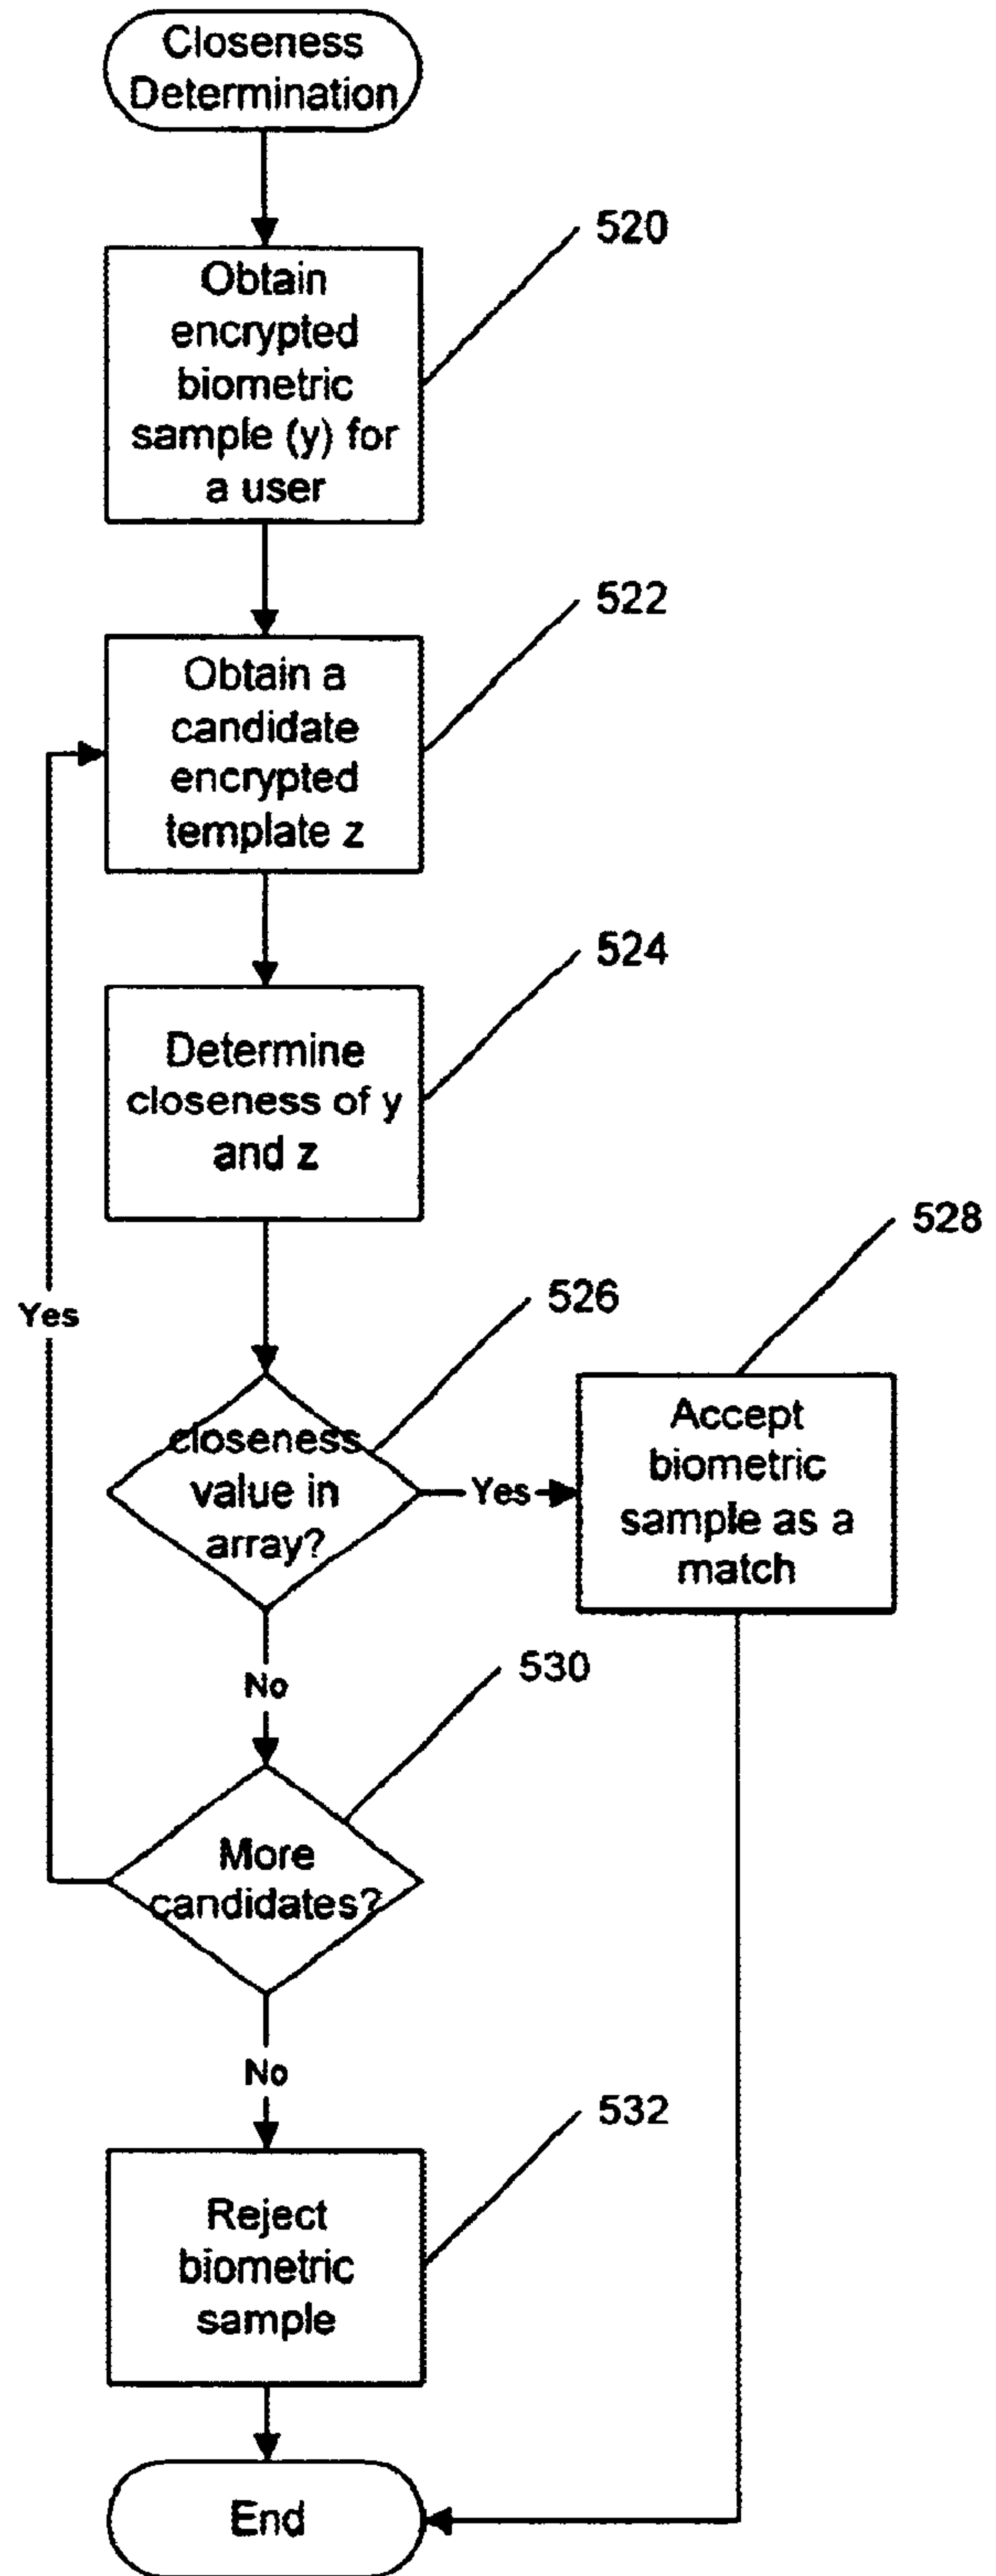 Closeness
Determination
520
Obtain
encrypted
biometric
sample (y) for
a user
522
Obtain a
candidate
encrypted
template z
524
Determine
closeness of y
and z
528
Yes
526
closeness
value in
array?
Yes
Accept
biometric
sample as a
match
No
530
More
candidates?
No
532
Reject
biometric
sample
End